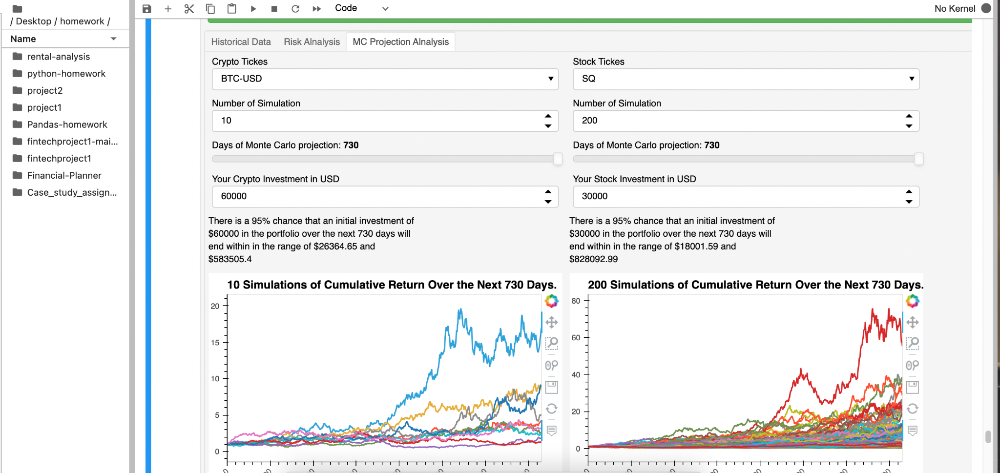 Code
No Kernel
/ Desktop / homework /
Name
rental-analysis
python-homework
project2
project1
Pandas-homework
fintechproject1-mai...
fintechproject1
Financial-Planner
Case_study_assign...
Historical Data
Risk Alnalysis
MC Projection Alnalysis
Crypto Tickes
BTC-USD
Number of Simulation
10
Days of Monte Carlo projection: 730
Your Crypto Investment in USD
60000
There is a 95% chance that an initial investment of
$60000 in the portfolio over the next 730 days will
end within in the range of $26364.65 and
$583505.4
Stock Tickes
SQ
Number of Simulation
200
Days of Monte Carlo projection: 730
Your Stock Investment in USD
30000
There is a 95% chance that an initial investment of
$30000 in the portfolio over the next 730 days will
end within in the range of $18001.59 and
$828092.99
10 Simulations of Cumulative Return Over the Next 730 Days.
20
15
10
5
0
200 Simulations of Cumulative Return Over the Next 730 Days.
80
60
40
20
0